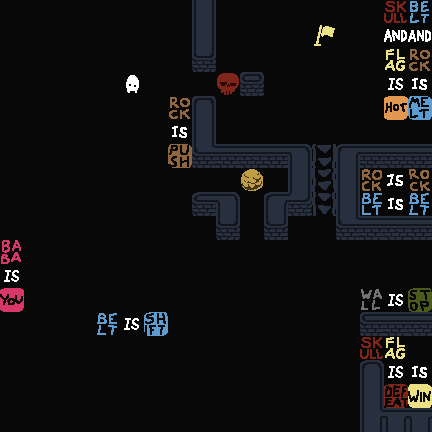 SKULL BELT
AND AND
FLAG ROCK
IS IS
HOT MELT
ROCK
IS
PUSH
ROCK IS ROCK
BELT IS BELT
BABA
IS
YOU
WALL IS STOP
BELT IS SHIFT
SKULL FLAG
IS IS
DEFEAT WIN